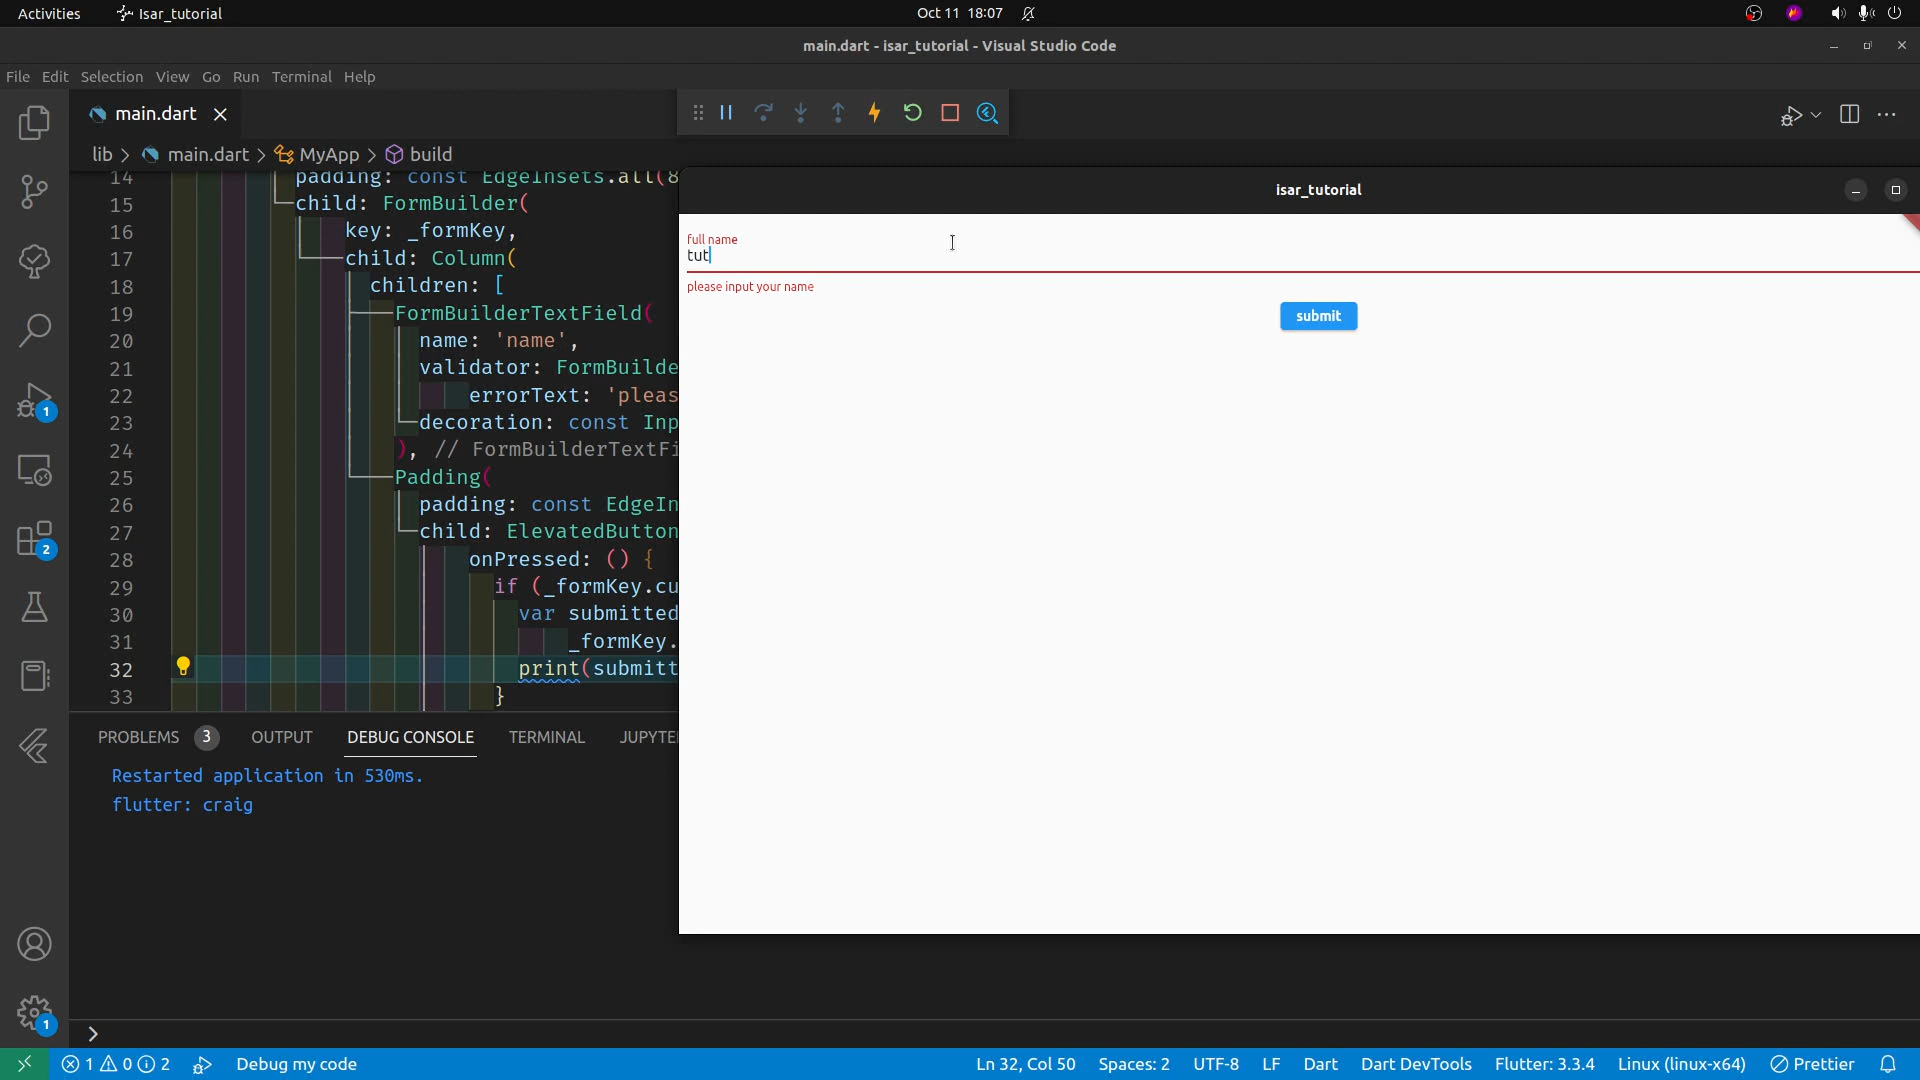 Activities
Isar_tutorial
Oct 11 18:07
main.dart - isar_tutorial - Visual Studio Code
File Edit Selection View Go Run Terminal Help
main.dart
lib > main.dart > MyApp > build
14 padding: const EdgeInsets.all(8
15 child: FormBuilder(
16 key: _formKey,
17 child: Column(
18 children: [
19 FormBuilderTextField(
20 name: 'name',
21 validator: FormBuilde
22 errorText: 'pleas
23 decoration: const Inp
24 ), // FormBuilderTextFi
25 Padding(
26 padding: const EdgeIn
27 child: ElevatedButton
28 onPressed: () {
29 if (_formKey.cu
30 var submitted
31 _formKey.
32 print(submitt
33 }
isar_tutorial
full name
tut
please input your name
submit
1
2
PROBLEMS 3 OUTPUT DEBUG CONSOLE TERMINAL JUPYTE
Restarted application in 530ms.
flutter: craig
1
>
1 0 2 Debug my code Ln 32, Col 50 Spaces: 2 UTF-8 LF Dart Dart DevTools Flutter: 3.3.4 Linux (linux-x64) Prettier